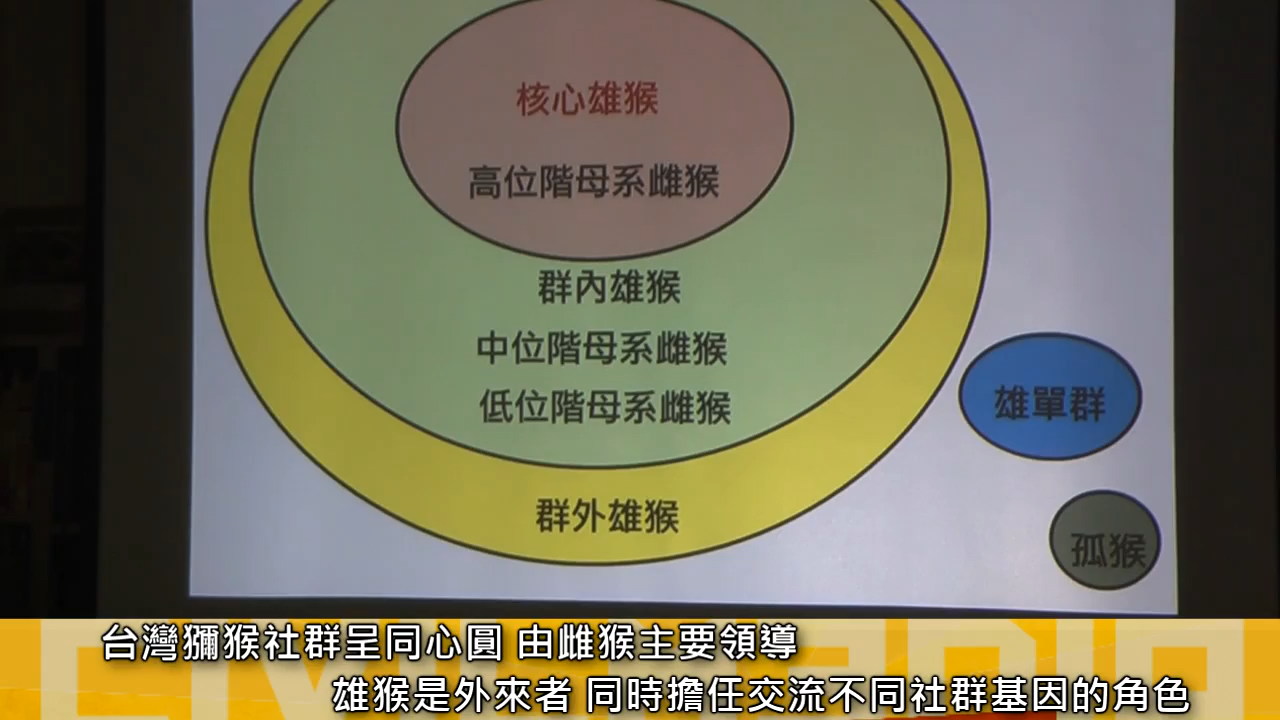 核心雄猴
高位階母系雌猴
群內雄猴
中位階母系雌猴
低位階母系雌猴
群外雄猴
雄單群
孤猴
台灣獼猴社群呈同心圓 由雌猴主要領導
雄猴是外來者 同時擔任交流不同社群基因的角色